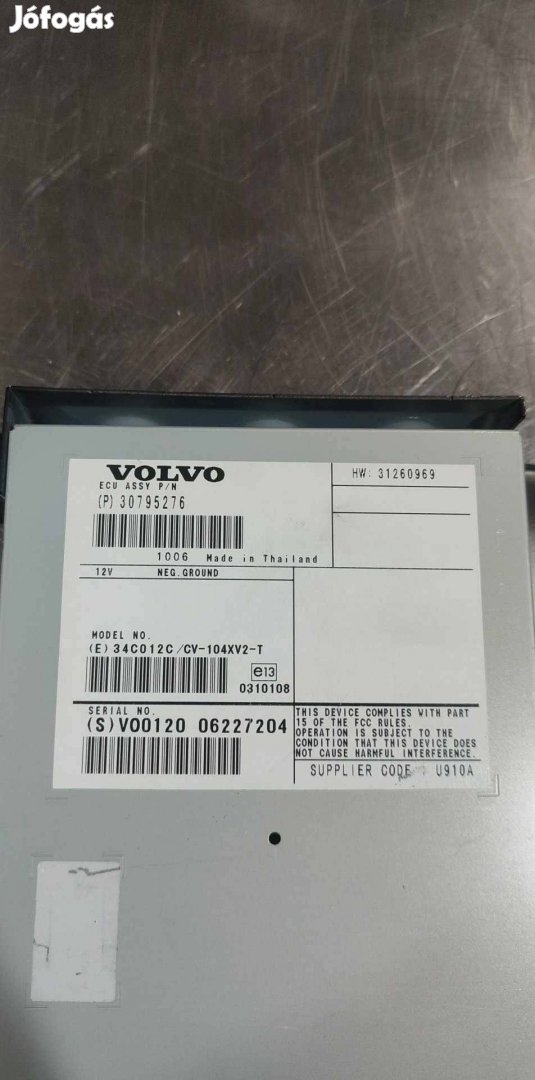 Jófogás
VOLVO
ECU ASSY P/N
(P) 30795276
HW: 31260969
1006 Made in Thailand
12V NEG.GROUND
MODEL NO.
(E) 34C012C/CV-104XV2-T
e13
0310108
SERIAL NO.
(S)V00120 06227204
THIS DEVICE COMPLIES WITH PART
15 OF THE FCC RULES.
OPERATION IS SUBJECT TO THE
CONDITION THAT THIS DEVICE DOES
NOT CAUSE HARMFUL INTERFERENCE.
SUPPLIER CODE U910A